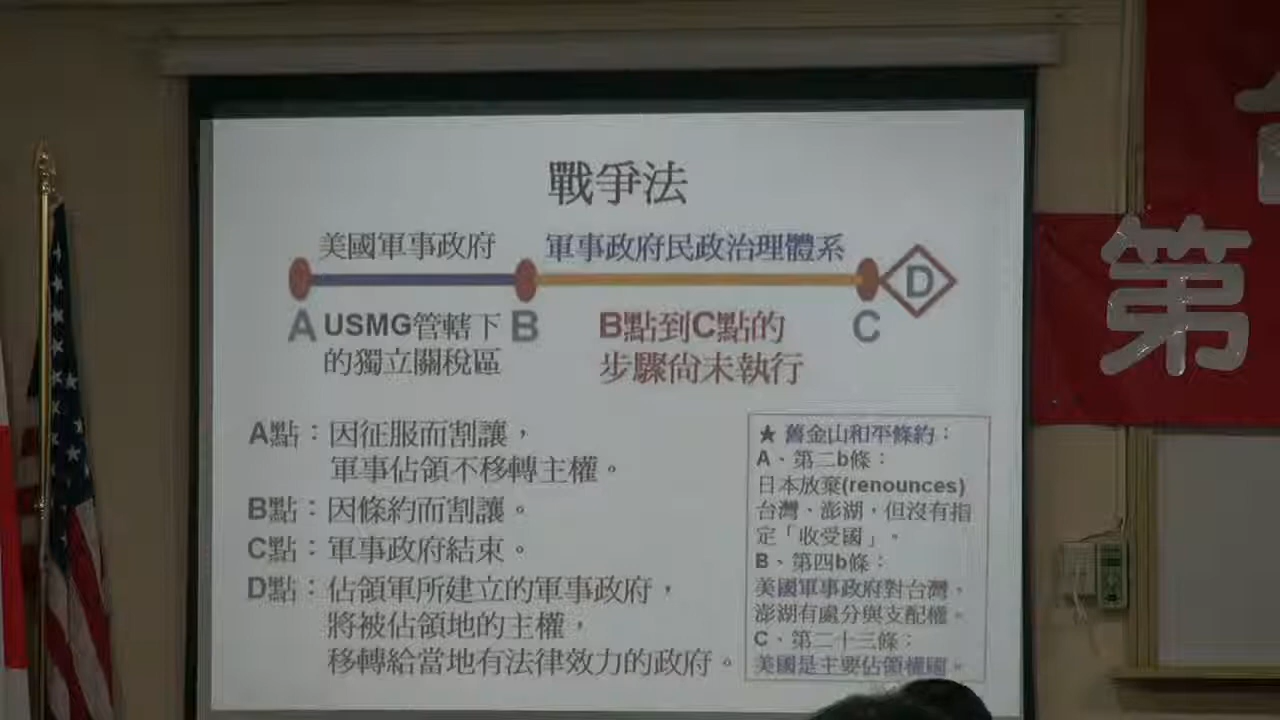 戰爭法
美國軍事政府
軍事政府民政治理體系
D
A
USMG管轄下
的獨立關稅區
B
B點到C點的
步驟尚未執行
C
A點：因征服而割讓，
軍事佔領不移轉主權。
B點：因條約而割讓。
C點：軍事政府結束。
D點：佔領軍所建立的軍事政府，
將被佔領地的主權，
移轉給當地有法律效力的政府。
★ 舊金山和平條約：
A、第二b條：
日本放棄(renounces)
台灣、澎湖，但沒有指
定「收受國」。
B、第四b條：
美國軍事政府對台灣，
澎湖有處分與支配權。
C、第二十三條：
美國是主要佔領權國。
第